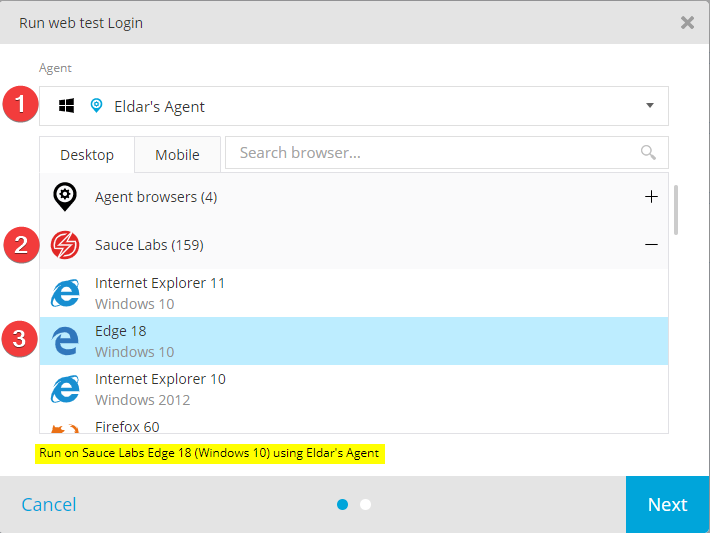 Run web test Login
Agent
1
Eldar's Agent
Desktop
Mobile
Search browser...
Agent browsers (4)
2
Sauce Labs (159)
Internet Explorer 11
Windows 10
3
Edge 18
Windows 10
Internet Explorer 10
Windows 2012
Firefox 60
Run on Sauce Labs Edge 18 (Windows 10) using Eldar's Agent
Cancel
Next